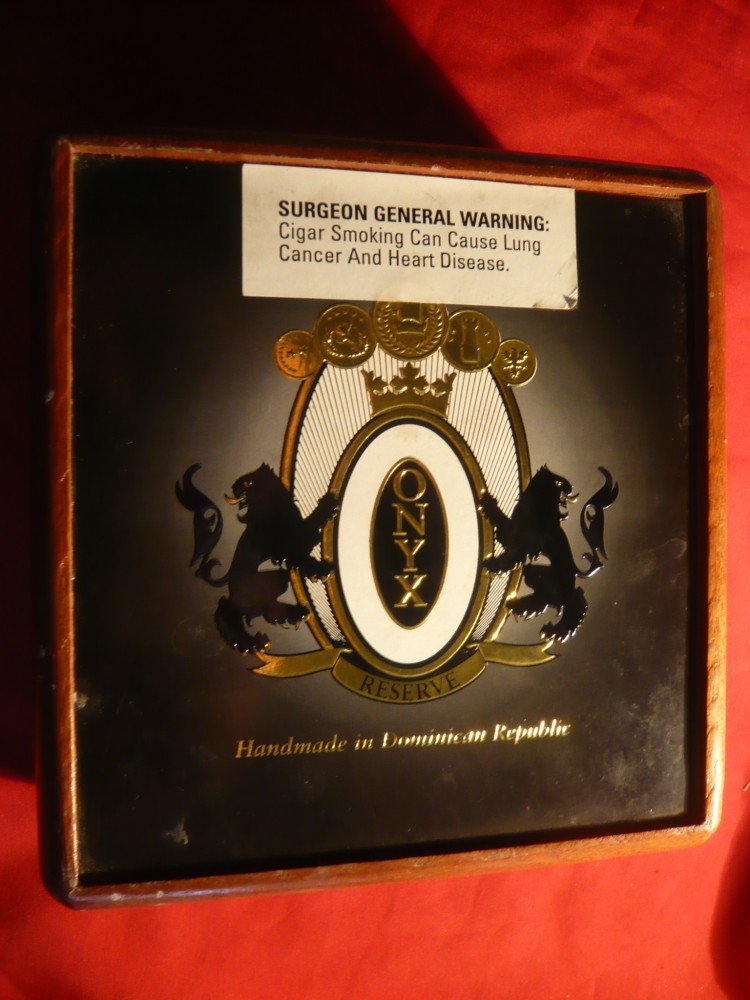 SURGEON GENERAL WARNING:
Cigar Smoking Can Cause Lung
Cancer And Heart Disease.
ONYX
RESERVE
Handmade in Dominican Republic